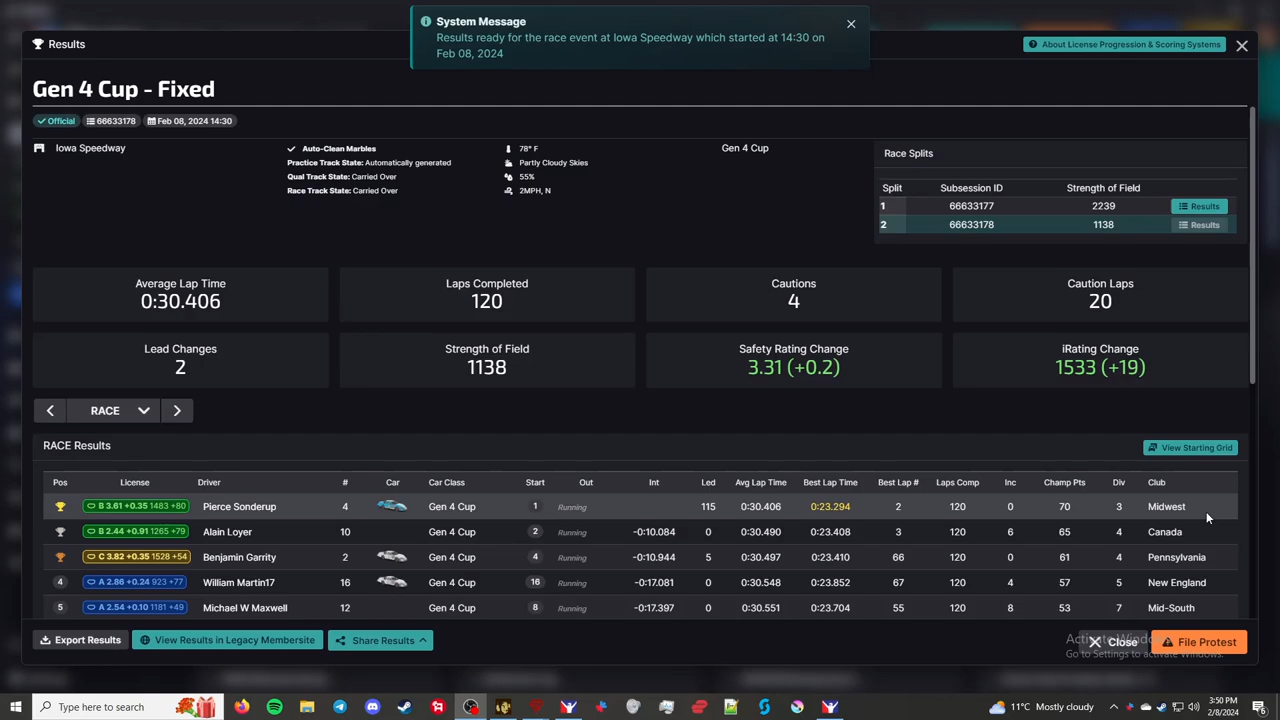 System Message
Results ready for the race event at Iowa Speedway which started at 14:30 on
Feb 08, 2024
Results
About License Progression & Scoring Systems
Gen 4 Cup - Fixed
Official 66633178 Feb 08, 2024 14:30
Iowa Speedway
Auto-Clean Marbles
Practice Track State: Automatically generated
Qual Track State: Carried Over
Race Track State: Carried Over
78° F
Partly Cloudy Skies
55%
2MPH, N
Gen 4 Cup
Race Splits
Split Subsession ID Strength of Field
1 66633177 2239 Results
2 66633178 1138 Results
Average Lap Time
0:30.406
Laps Completed
120
Cautions
4
Caution Laps
20
Lead Changes
2
Strength of Field
1138
Safety Rating Change
3.31 (+0.2)
iRating Change
1533 (+19)
RACE
RACE Results
View Starting Grid
Pos License Driver # Car Car Class Start Out Int Led Avg Lap Time Best Lap Time Best Lap # Laps Comp Inc Champ Pts Div Club
B 3.61 +0.35 1483 +80 Pierce Sonderup 4 Gen 4 Cup 1 Running 115 0:30.406 0:23.294 2 120 0 70 3 Midwest
B 2.44 +0.91 1265 +79 Alain Loyer 10 Gen 4 Cup 2 Running -0:10.084 0 0:30.490 0:23.408 3 120 6 65 4 Canada
C 3.82 +0.35 1528 +54 Benjamin Garrity 2 Gen 4 Cup 4 Running -0:10.944 5 0:30.497 0:23.410 66 120 0 61 4 Pennsylvania
4 A 2.86 +0.24 923 +77 William Martin17 16 Gen 4 Cup 16 Running -0:17.081 0 0:30.548 0:23.852 67 120 4 57 5 New England
5 A 2.54 +0.10 1181 +49 Michael W Maxwell 12 Gen 4 Cup 8 Running -0:17.397 0 0:30.551 0:23.704 55 120 8 53 7 Mid-South
Export Results
View Results in Legacy Membersite
Share Results
Close
File Protest
Activate Windo
Go to Settings to activate Windows.
Type here to search
11°C Mostly cloudy
3:50 PM
2/8/2024